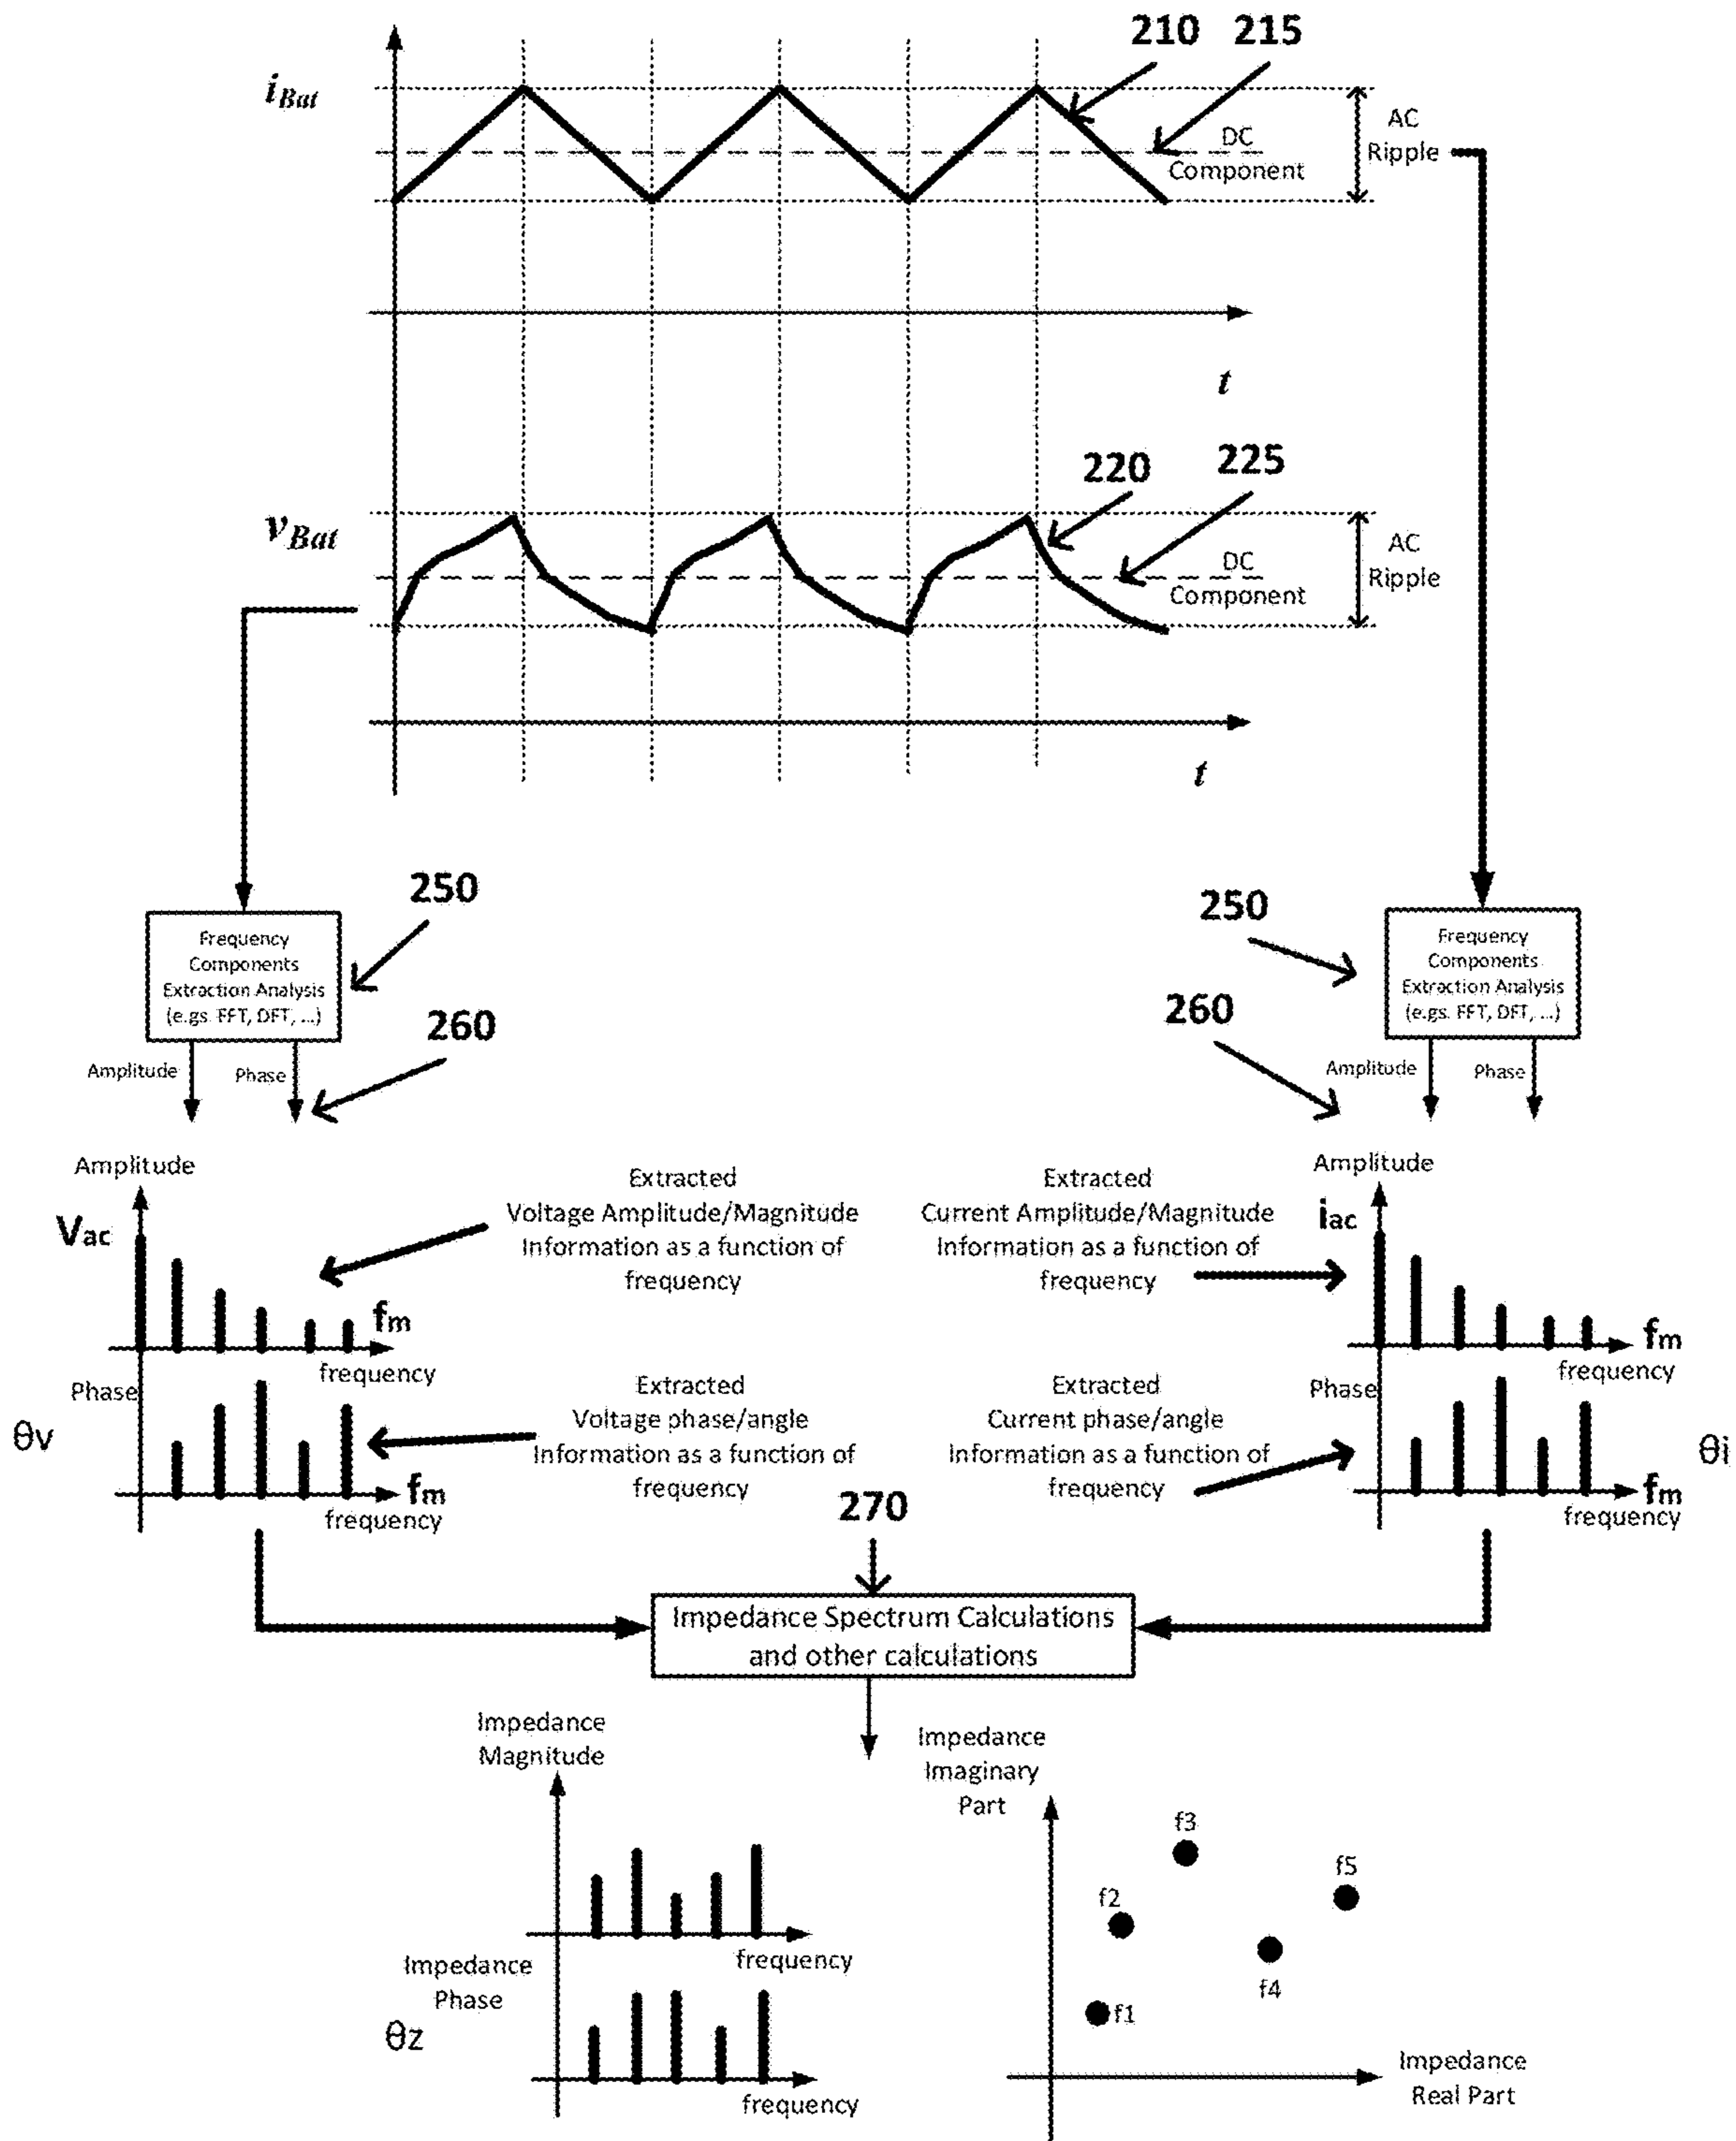 210 215
iBat
AC
Ripple
DC
Component
t
220 225
vBat
AC
Ripple
DC
Component
t
250
Frequency
Components
Extraction Analysis
(e.gs. FFT, DFT, ...)
Amplitude
Phase
260
250
Frequency
Components
Extraction Analysis
(e.gs. FFT, DFT, ...)
Amplitude
Phase
260
Amplitude
Vac
fm
frequency
Phase
θv
fm
frequency
Extracted
Voltage Amplitude/Magnitude
Information as a function of
frequency
Extracted
Voltage phase/angle
Information as a function of
frequency
Extracted
Current Amplitude/Magnitude
Information as a function of
frequency
Extracted
Current phase/angle
Information as a function of
frequency
Amplitude
iac
fm
frequency
Phase
θi
fm
frequency
270
Impedance Spectrum Calculations
and other calculations
Impedance
Magnitude
frequency
Impedance
Phase
θz
frequency
Impedance
Imaginary
Part
f3
f5
f2
f4
f1
Impedance
Real Part